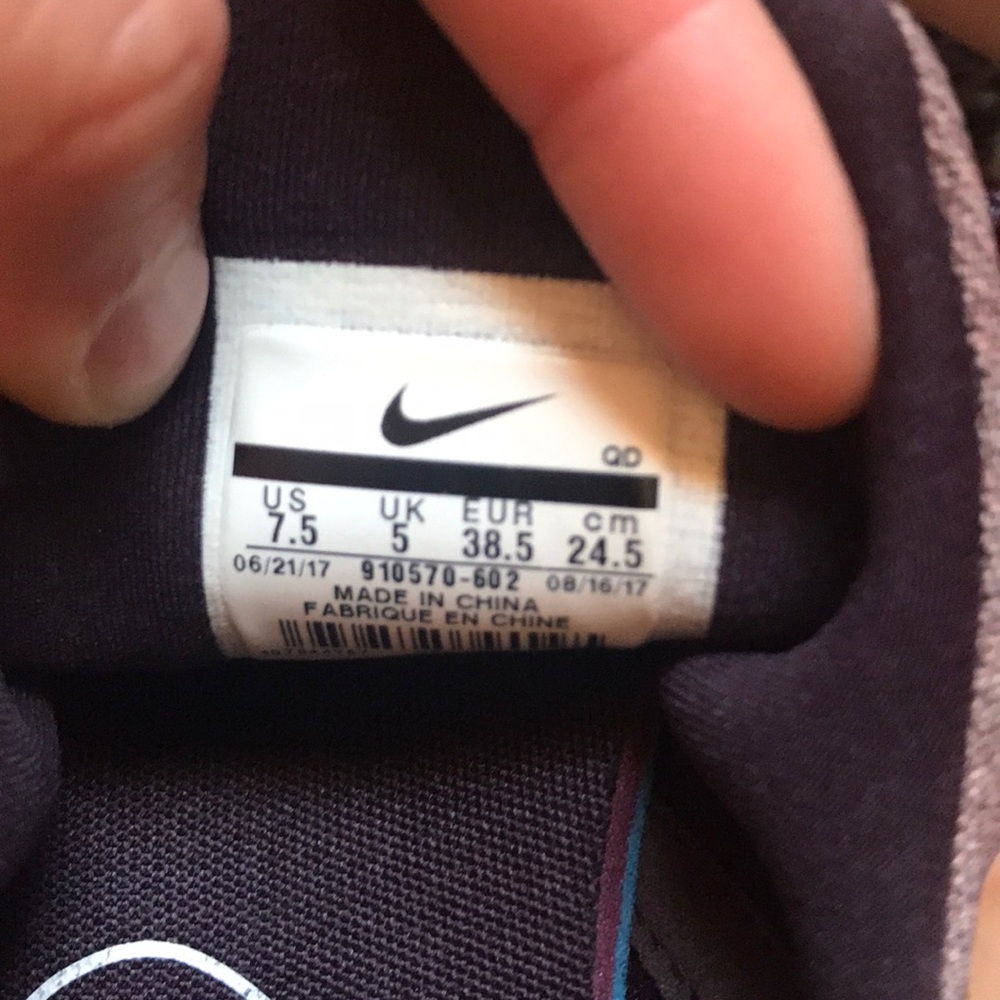 QD
US UK EUR cm
7.5 5 38.5 24.5
06/21/17 910570-602 08/16/17
MADE IN CHINA
FABRIQUE EN CHINE